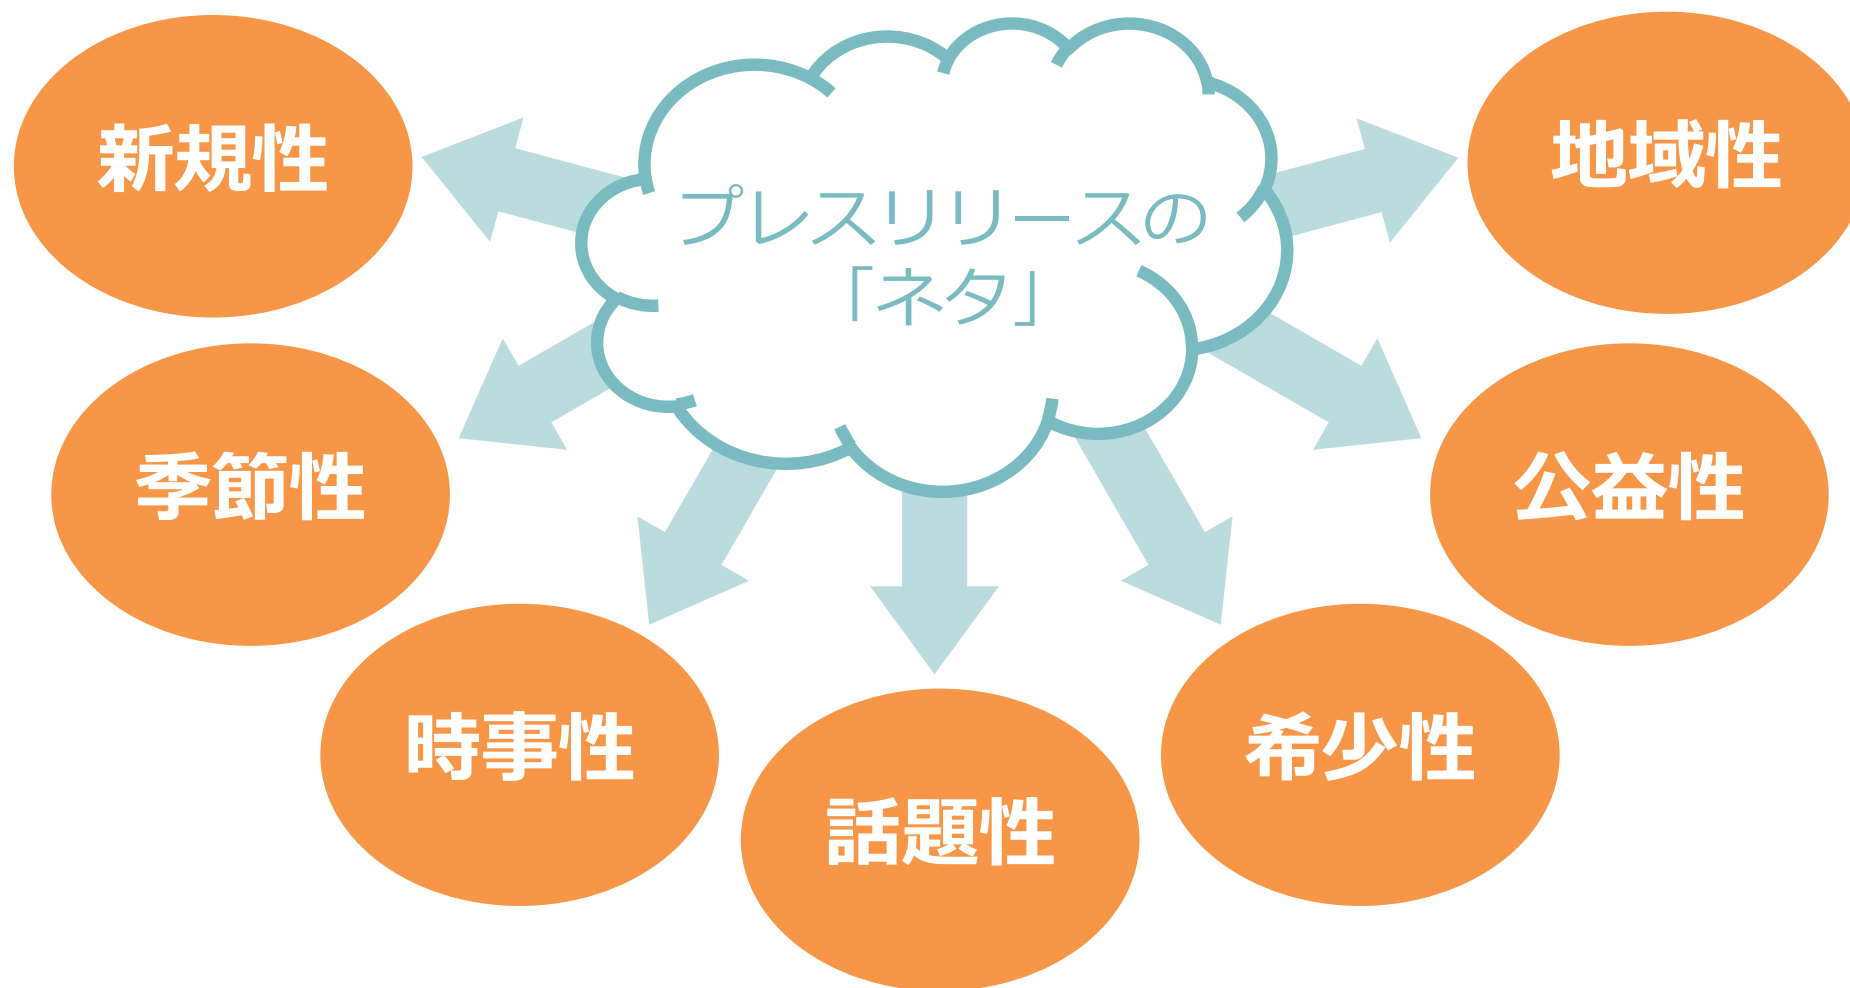 プレスリリースの
「ネタ」
新規性
季節性
時事性
話題性
希少性
公益性
地域性